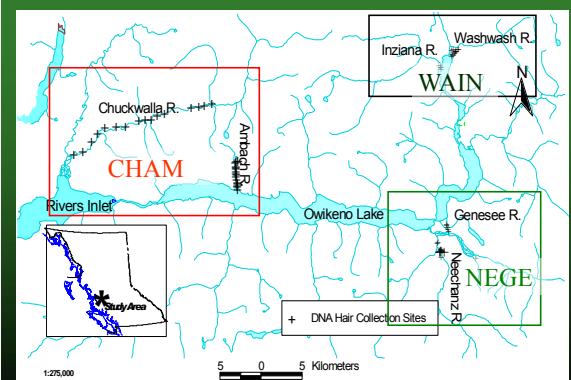 Washwash R.
Inziana R.
WAIN
N
Chuckwalla R.
Ambach R.
CHAM
Rivers Inlet
Owikeno Lake
Genesee R.
Neechanz R.
NEGE
Study Area
+ DNA Hair Collection Sites
1:275,000
5 0 5 Kilometers